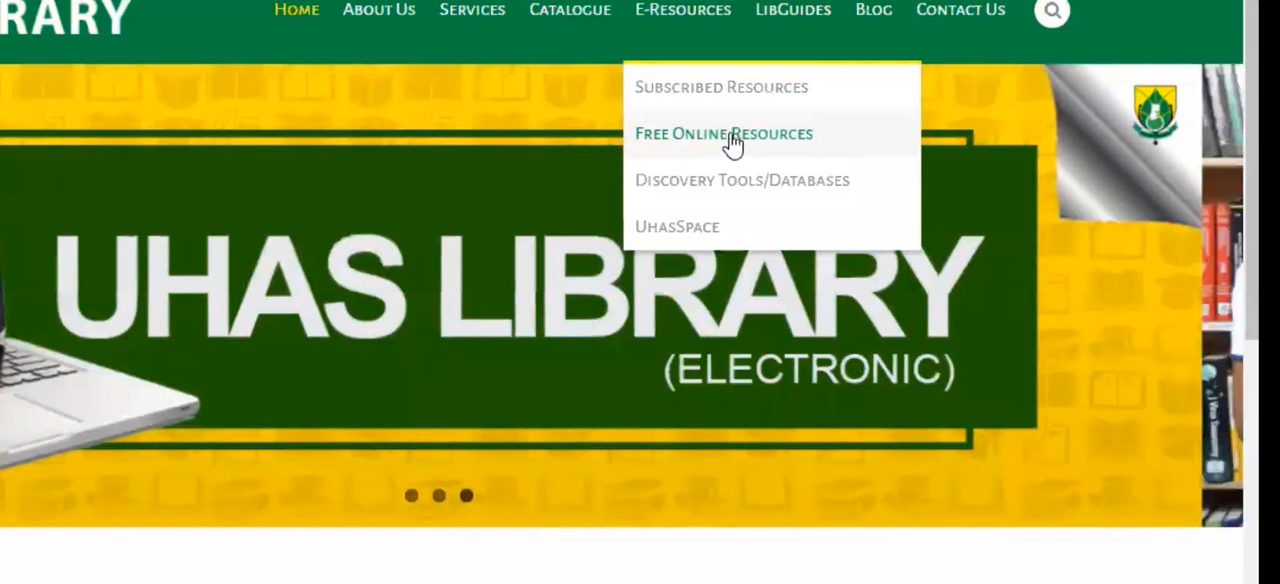 RARY
Home About Us Services Catalogue E-Resources LibGuides Blog Contact Us
Subscribed Resources
Free Online Resources
Discovery Tools/Databases
UhasSpace
UHAS LIBRARY
(ELECTRONIC)